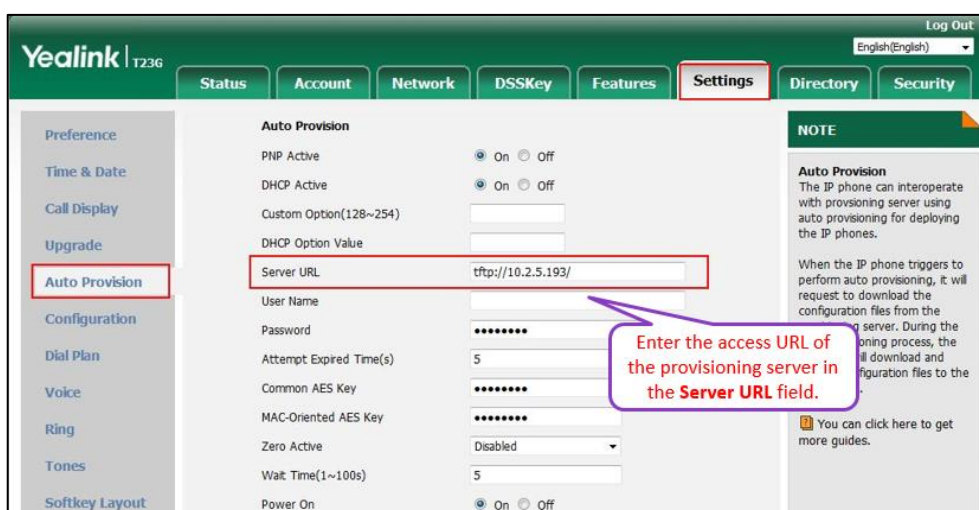 Log Out
Yealink | T23G
English(English)
Status Account Network DSSKey Features Settings Directory Security
Preference
Time & Date
Call Display
Upgrade
Auto Provision
Configuration
Dial Plan
Voice
Ring
Tones
Softkey Layout
Auto Provision
PNP Active On Off
DHCP Active On Off
Custom Option(128~254)
DHCP Option Value
Server URL tftp://10.2.5.193/
User Name
Password ••••••••
Attempt Expired Time(s) 5
Common AES Key ••••••••
MAC-Oriented AES Key ••••••••
Zero Active Disabled
Wait Time(1~100s) 5
Power On On Off
Enter the access URL of
the provisioning server in
the Server URL field.
NOTE
Auto Provision
The IP phone can interoperate
with provsioning server using
auto provisioning for deploying
the IP phones.
When the IP phone triggers to
perform auto provisioning, it will
request to download the
configuration files from the
server. During the
process, the
download and
files to the
You can click here to get
more guides.